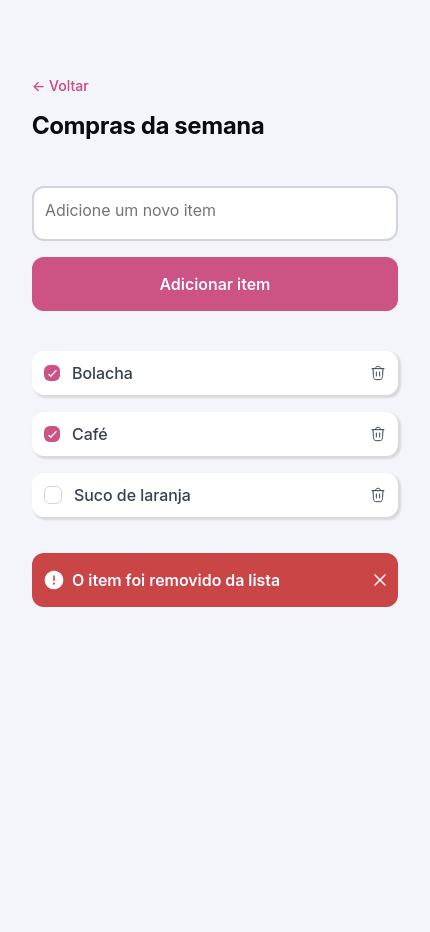 ← Voltar
Compras da semana
Adicione um novo item
Adicionar item
Bolacha
Café
Suco de laranja
O item foi removido da lista